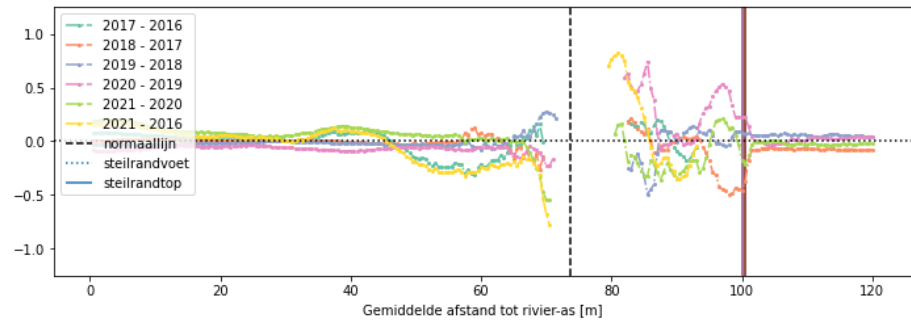 1.0
0.5
0.0
−0.5
−1.0
2017 - 2016
2018 - 2017
2019 - 2018
2020 - 2019
2021 - 2020
2021 - 2016
normaallijn
steilrandvoet
steilrandtop
0 20 40 60 80 100 120
Gemiddelde afstand tot rivier-as [m]